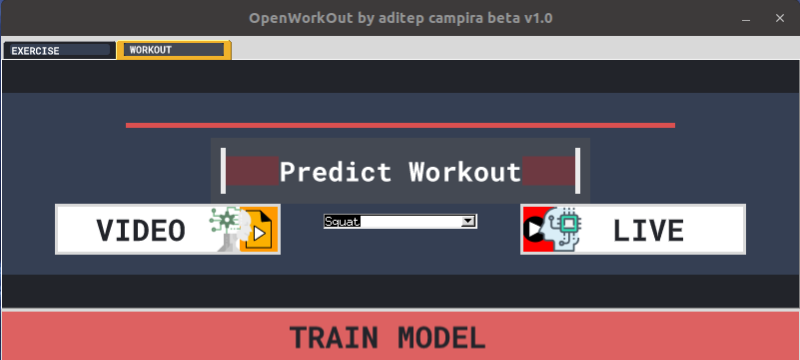 OpenWorkOut by aditep campira beta v1.0
EXERCISE
WORKOUT
Predict Workout
VIDEO
Squat
LIVE
TRAIN MODEL